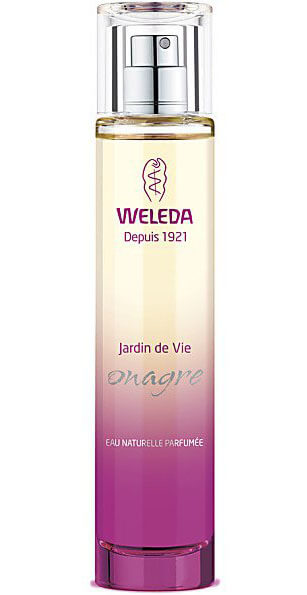 WELEDA
Depuis 1921
Jardin de Vie
onagre
EAU NATURELLE PARFUMÉE